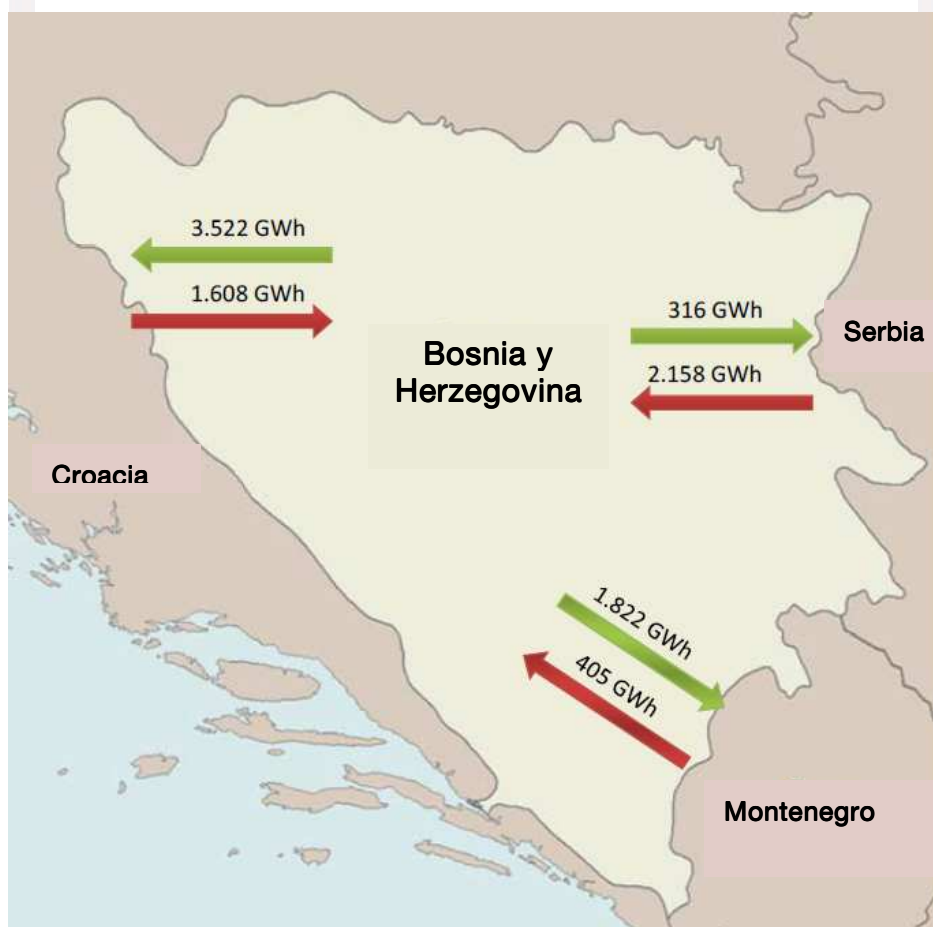 3.522 GWh
1.608 GWh
316 GWh
Serbia
Bosnia y
Herzegovina
2.158 GWh
Croacia
1.822 GWh
405 GWh
Montenegro